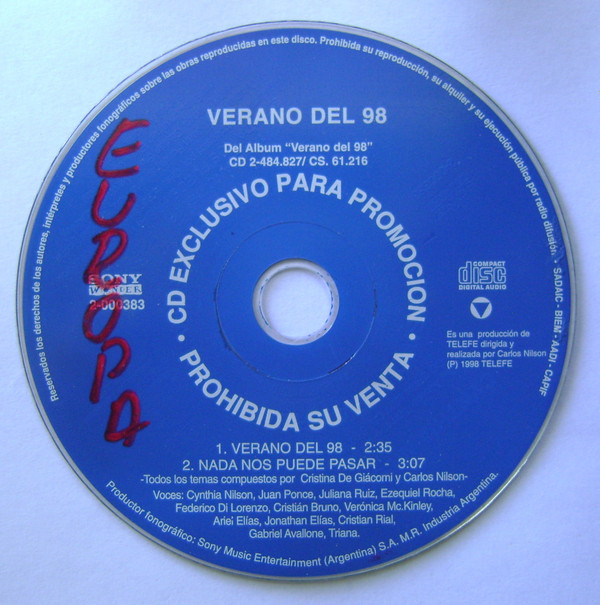 Reservados los derechos de los autores, intérpretes y productores fonográficos sobre las obras reproducidas en este disco. Prohibida su reproducción, su alquiler y su ejecución pública por radio difusión. - SADAIC - BIEM - AADI - CAPIF
VERANO DEL 98
Del Album "Verano del 98"
CD 2-484.827/ CS. 61.216
· CD EXCLUSIVO PARA PROMOCION ·
PROHIBIDA SU VENTA
EUROPA
SONY
WONDER
2-000383
COMPACT
disc
DIGITAL AUDIO
Es una producción de
TELEFE dirigida y
realizada por Carlos Nilson
(P) 1998 TELEFE
1. VERANO DEL 98 - 2:35
2. NADA NOS PUEDE PASAR - 3:07
-Todos los temas compuestos por Cristina De Giácomi y Carlos Nilson-
Voces: Cynthia Nilson, Juan Ponce, Juliana Ruiz, Ezequiel Rocha,
Federico Di Lorenzo, Cristián Bruno, Verónica Mc.Kinley,
Ariel Elías, Jonathan Elías, Cristian Rial,
Gabriel Avallone, Triana.
Productor fonográfico: Sony Music Entertainment (Argentina) S.A. M.R. Industria Argentina.